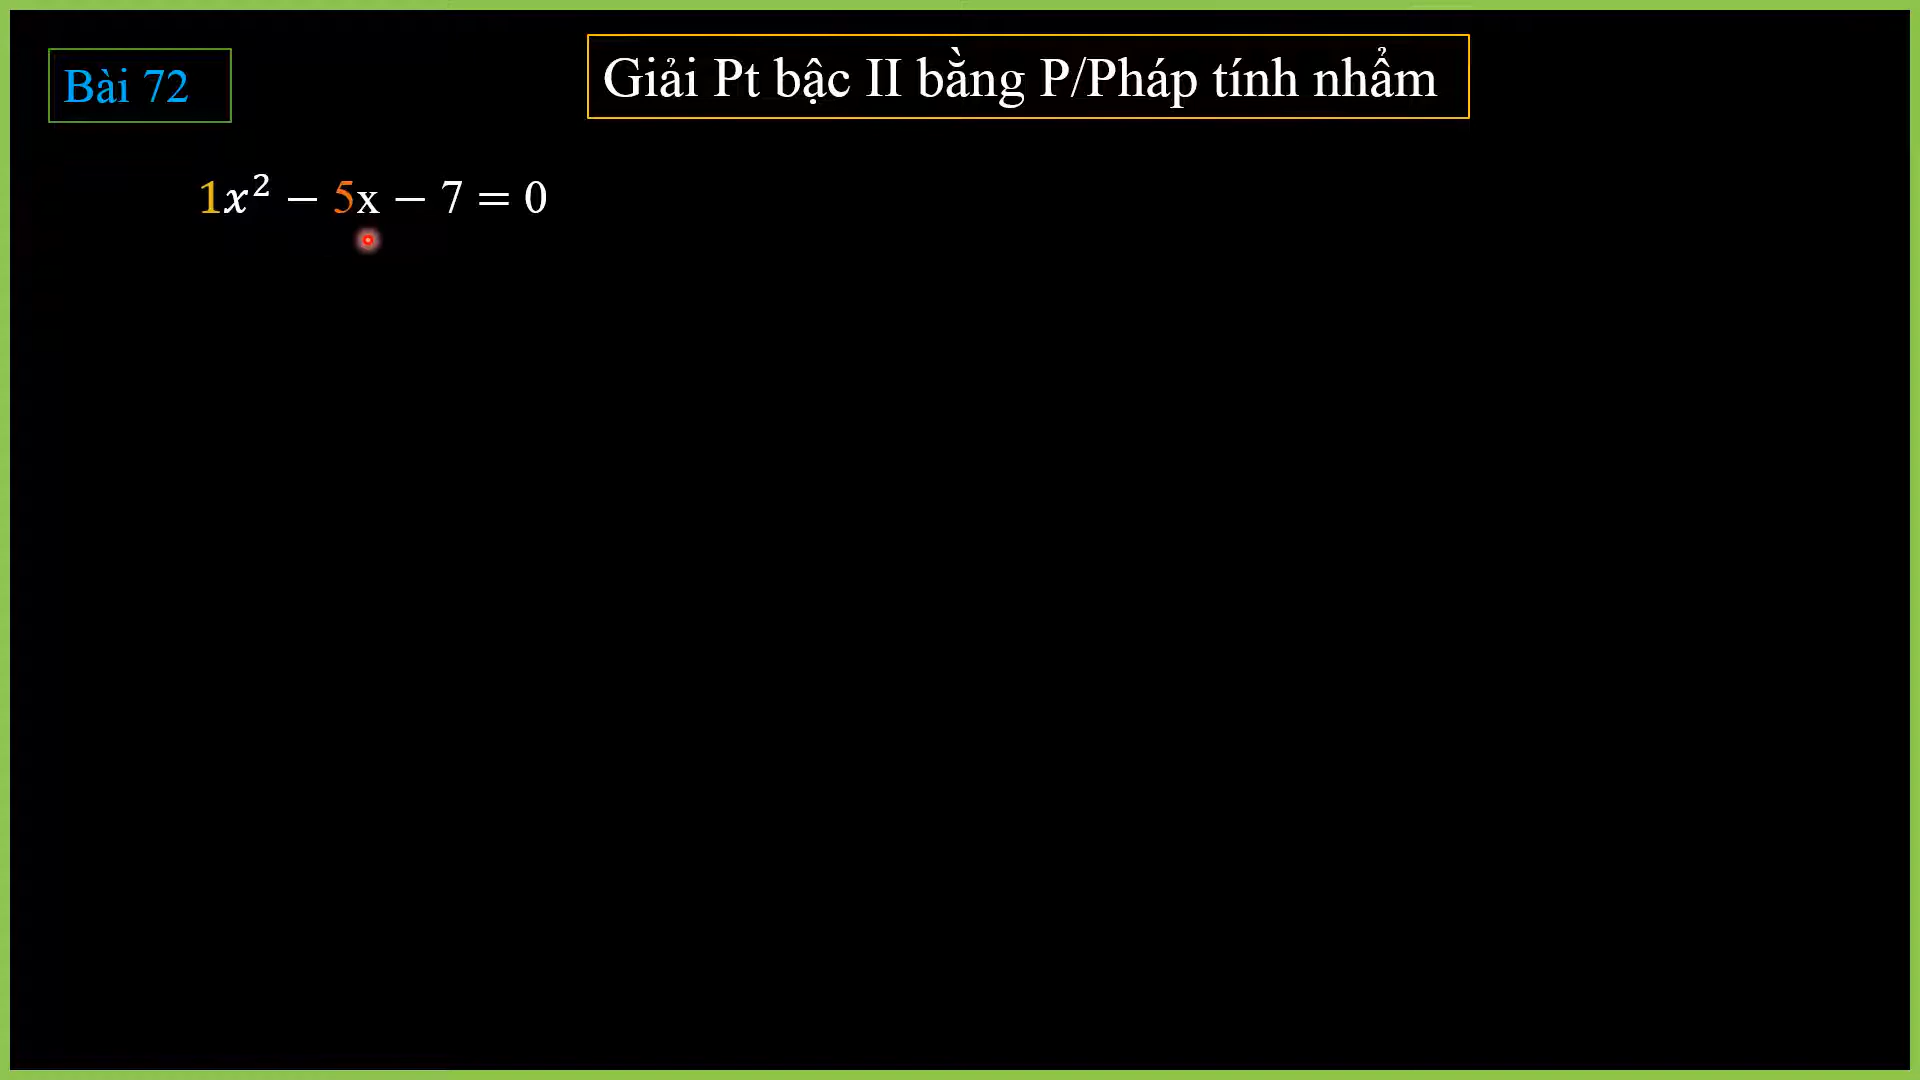 Bài 72
Giải Pt bậc II bằng P/Pháp tính nhẩm
1x² − 5x − 7 = 0